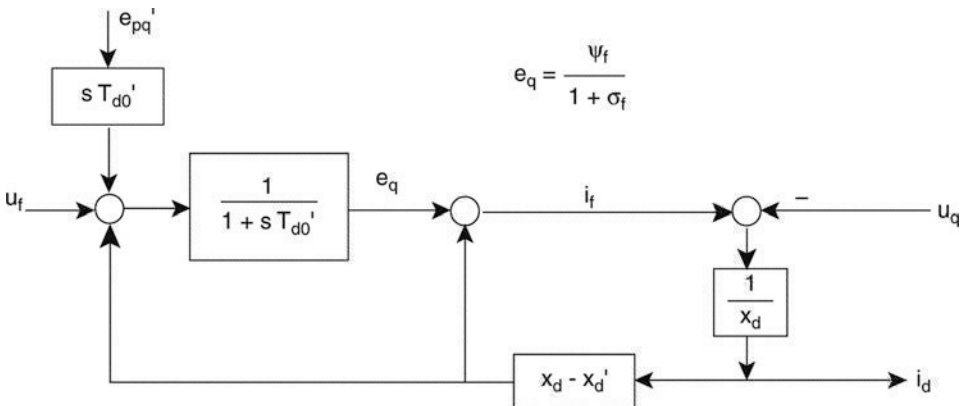 e_pq'
s T_d0'
e_q = ψ_f / 1 + σ_f
u_f
1 / 1 + s T_d0'
e_q
i_f
–
u_q
1 / x_d
x_d - x_d'
i_d